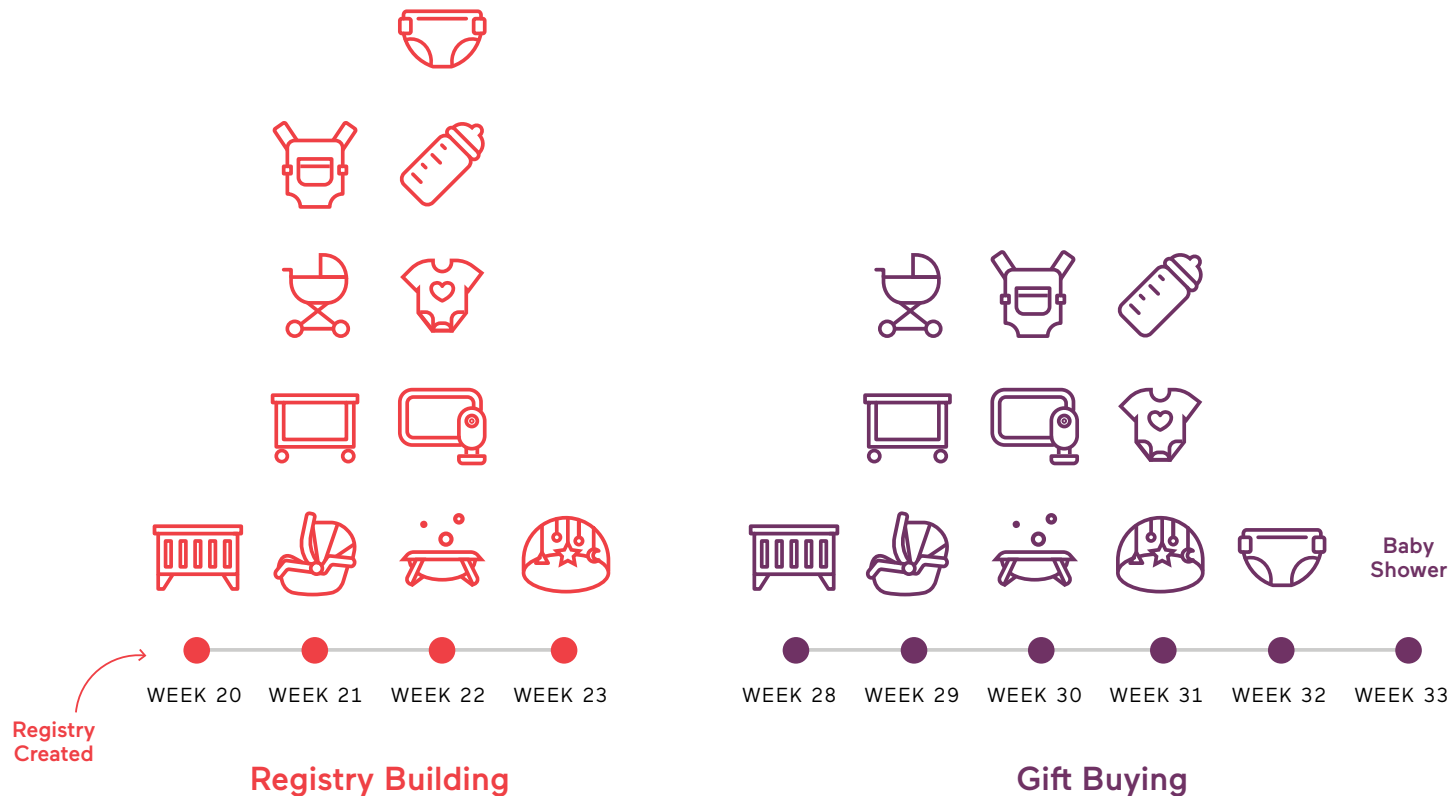 Baby
Shower
WEEK 20 WEEK 21 WEEK 22 WEEK 23
WEEK 28 WEEK 29 WEEK 30 WEEK 31 WEEK 32 WEEK 33
Registry
Created
Registry Building
Gift Buying